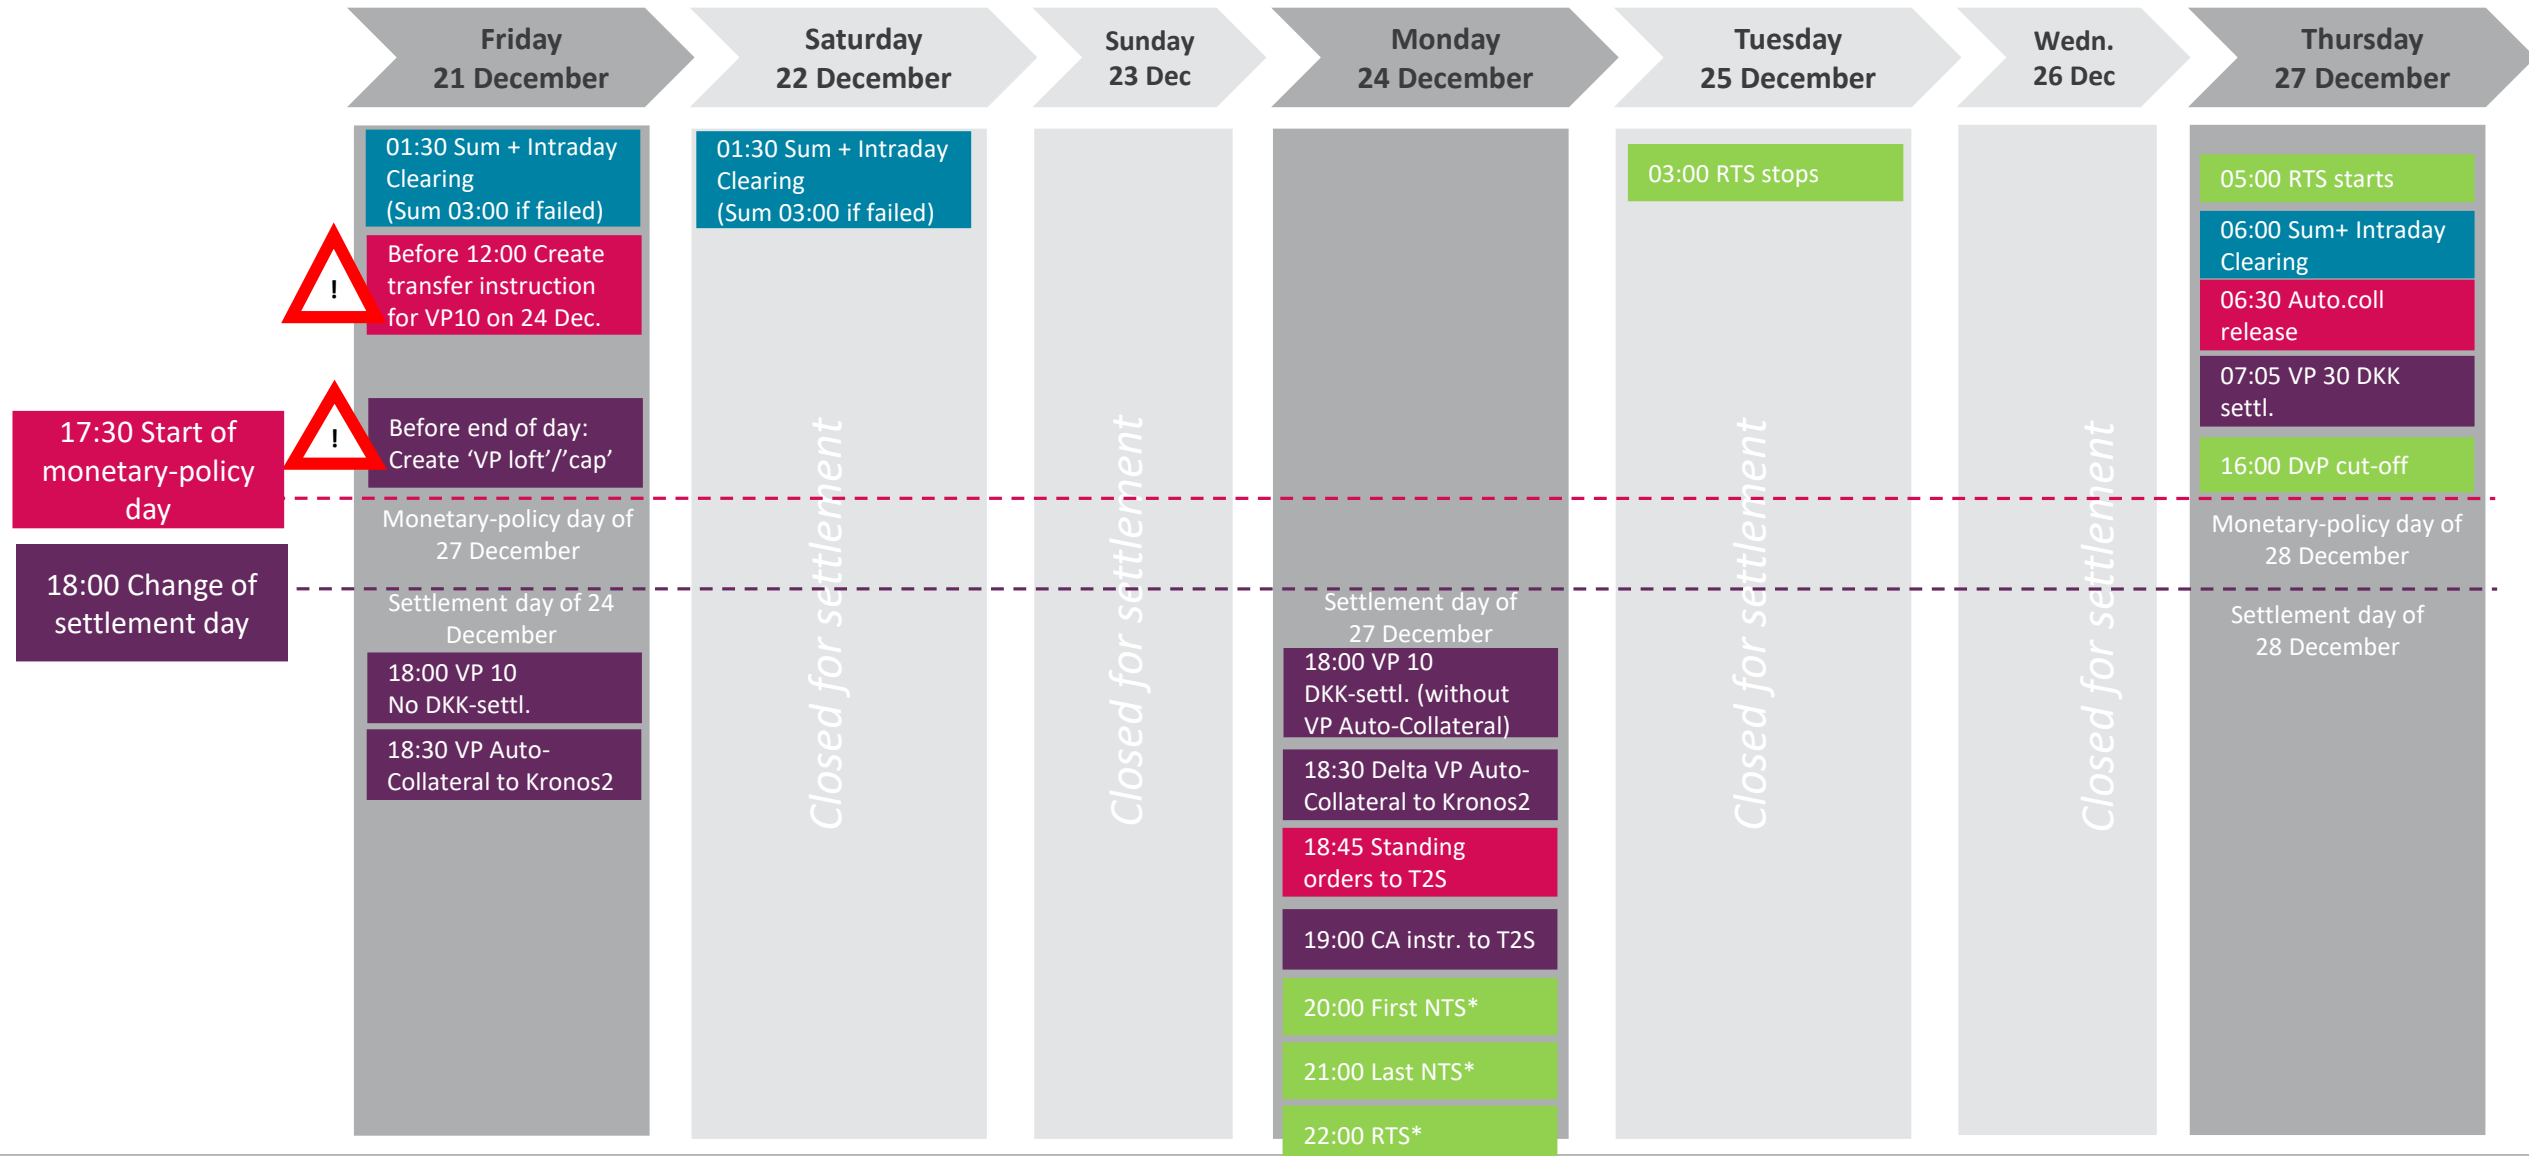 Friday
21 December
Saturday
22 December
Sunday
23 Dec
Monday
24 December
Tuesday
25 December
Wedn.
26 Dec
Thursday
27 December
17:30 Start of
monetary-policy
day
18:00 Change of
settlement day
01:30 Sum + Intraday
Clearing
(Sum 03:00 if failed)
!
Before 12:00 Create
transfer instruction
for VP10 on 24 Dec.
!
Before end of day:
Create ‘VP loft’/’cap’
Monetary-policy day of
27 December
Settlement day of 24
December
18:00 VP 10
No DKK-settl.
18:30 VP Auto-
Collateral to Kronos2
01:30 Sum + Intraday
Clearing
(Sum 03:00 if failed)
Closed for settlement
Closed for settlement
Settlement day of
27 December
18:00 VP 10
DKK-settl. (without
VP Auto-Collateral)
18:30 Delta VP Auto-
Collateral to Kronos2
18:45 Standing
orders to T2S
19:00 CA instr. to T2S
20:00 First NTS*
21:00 Last NTS*
22:00 RTS*
03:00 RTS stops
Closed for settlement
Closed for settlement
05:00 RTS starts
06:00 Sum+ Intraday
Clearing
06:30 Auto.coll
release
07:05 VP 30 DKK
settl.
16:00 DvP cut-off
Monetary-policy day of
28 December
Settlement day of
28 December